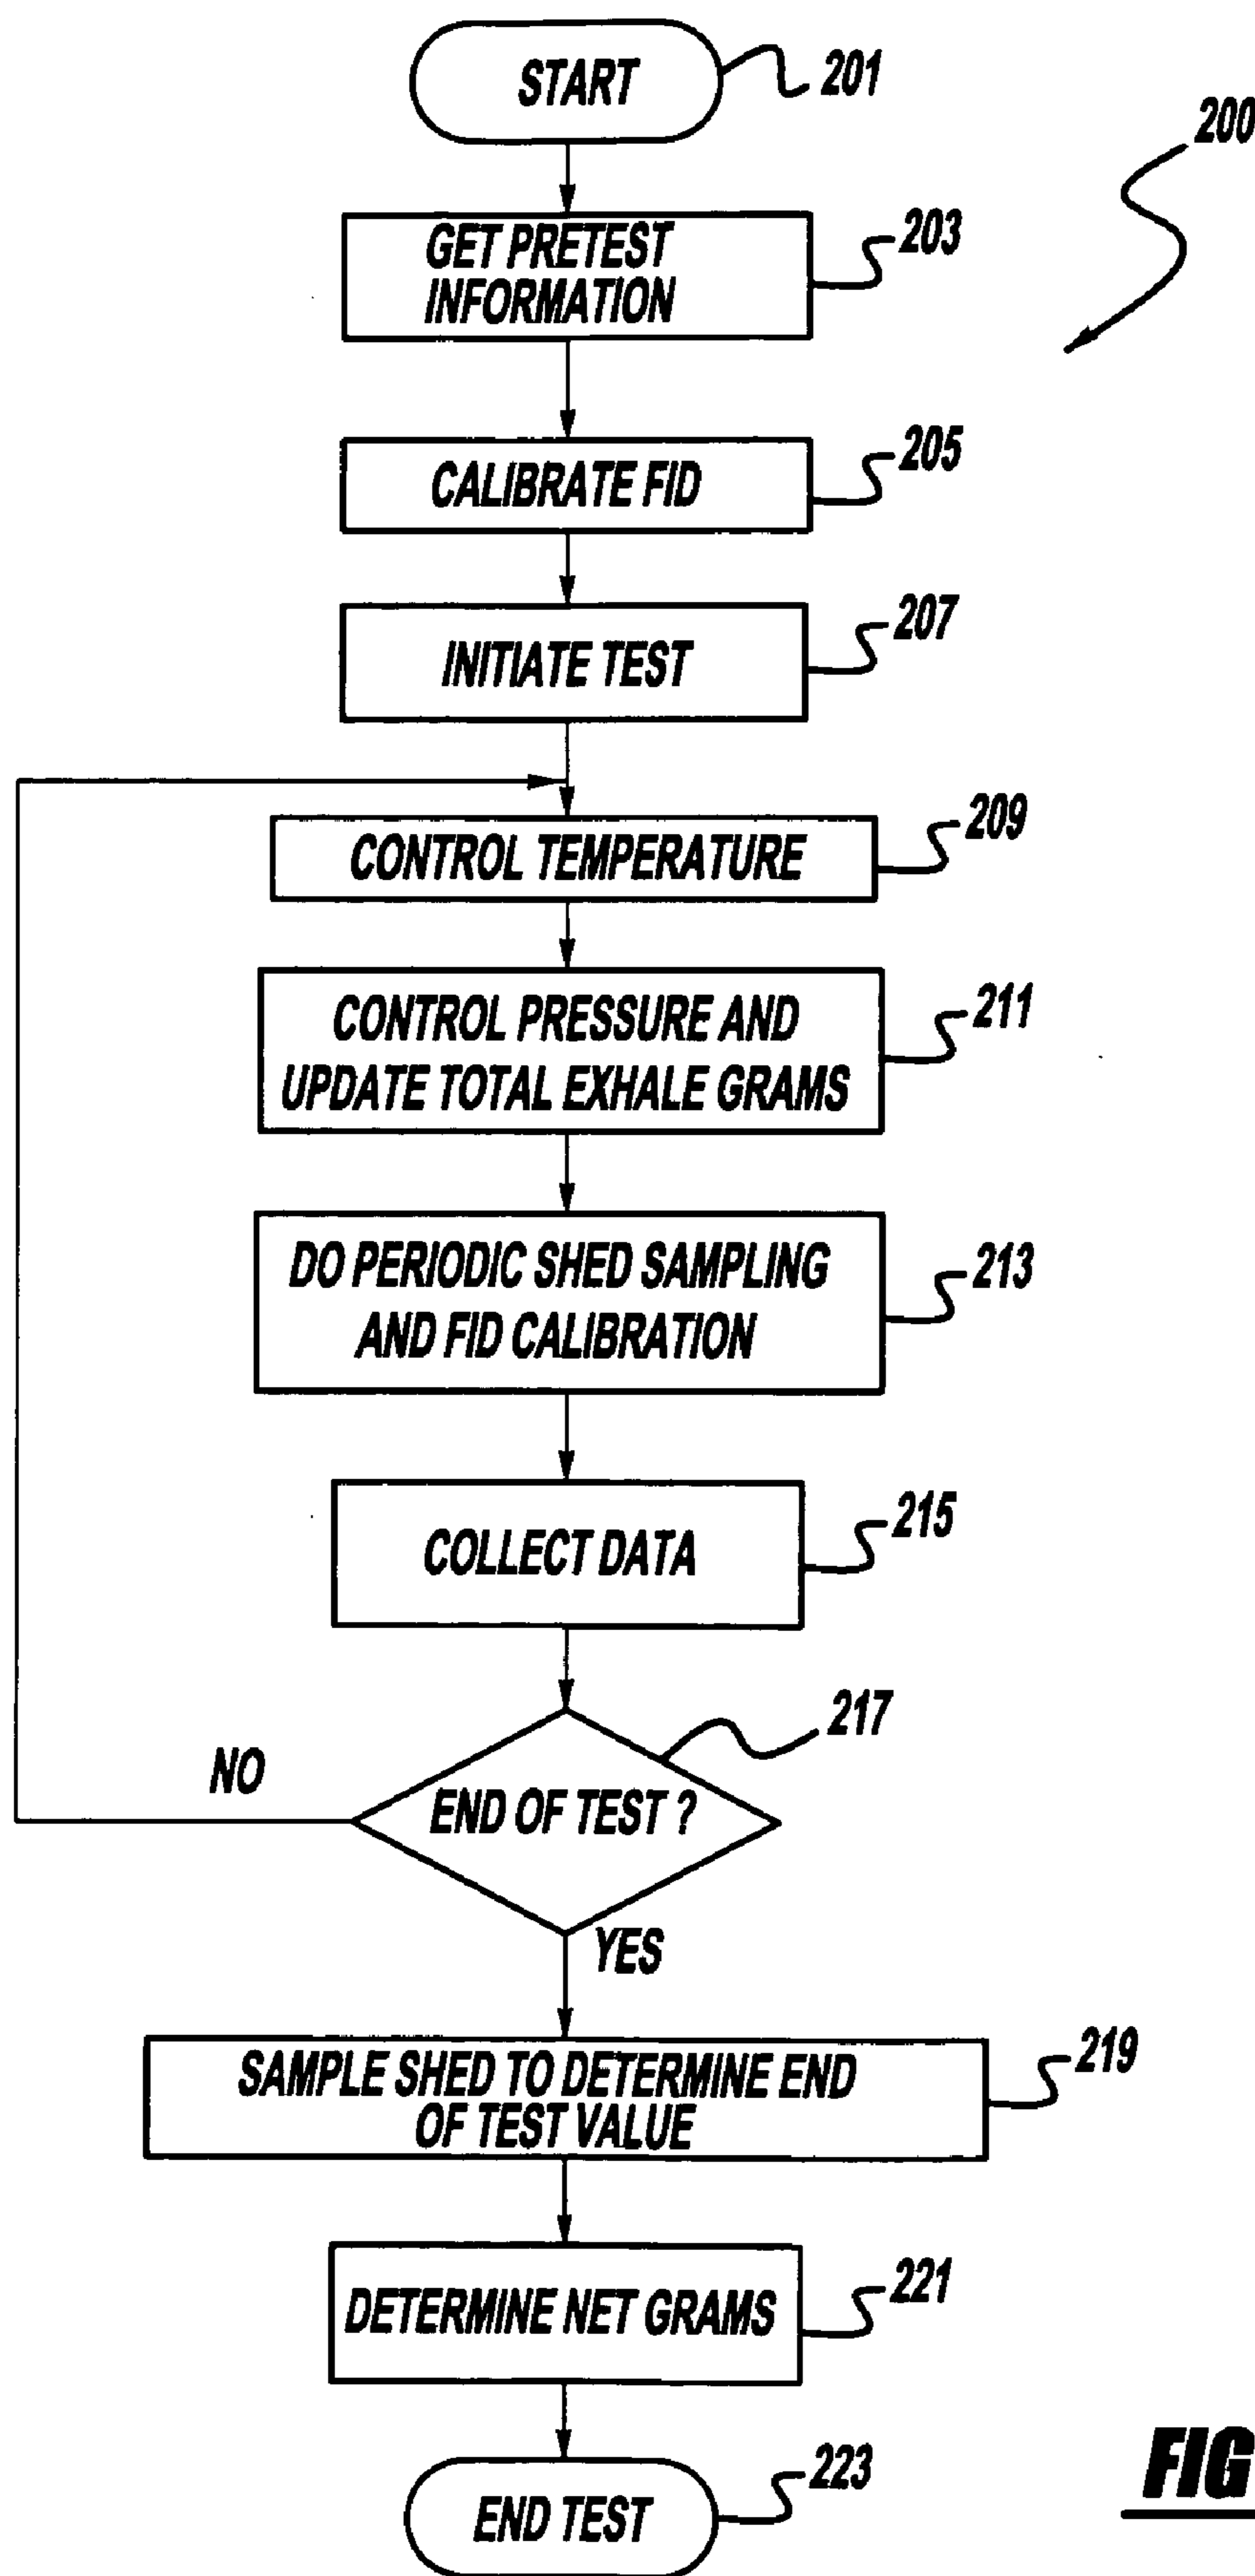 START
201
200
GET PRETEST
INFORMATION
203
CALIBRATE FID
205
INITIATE TEST
207
CONTROL TEMPERATURE
209
CONTROL PRESSURE AND
UPDATE TOTAL EXHALE GRAMS
211
DO PERIODIC SHED SAMPLING
AND FID CALIBRATION
213
COLLECT DATA
215
217
NO
END OF TEST ?
YES
SAMPLE SHED TO DETERMINE END
OF TEST VALUE
219
DETERMINE NET GRAMS
221
END TEST
223
FIG